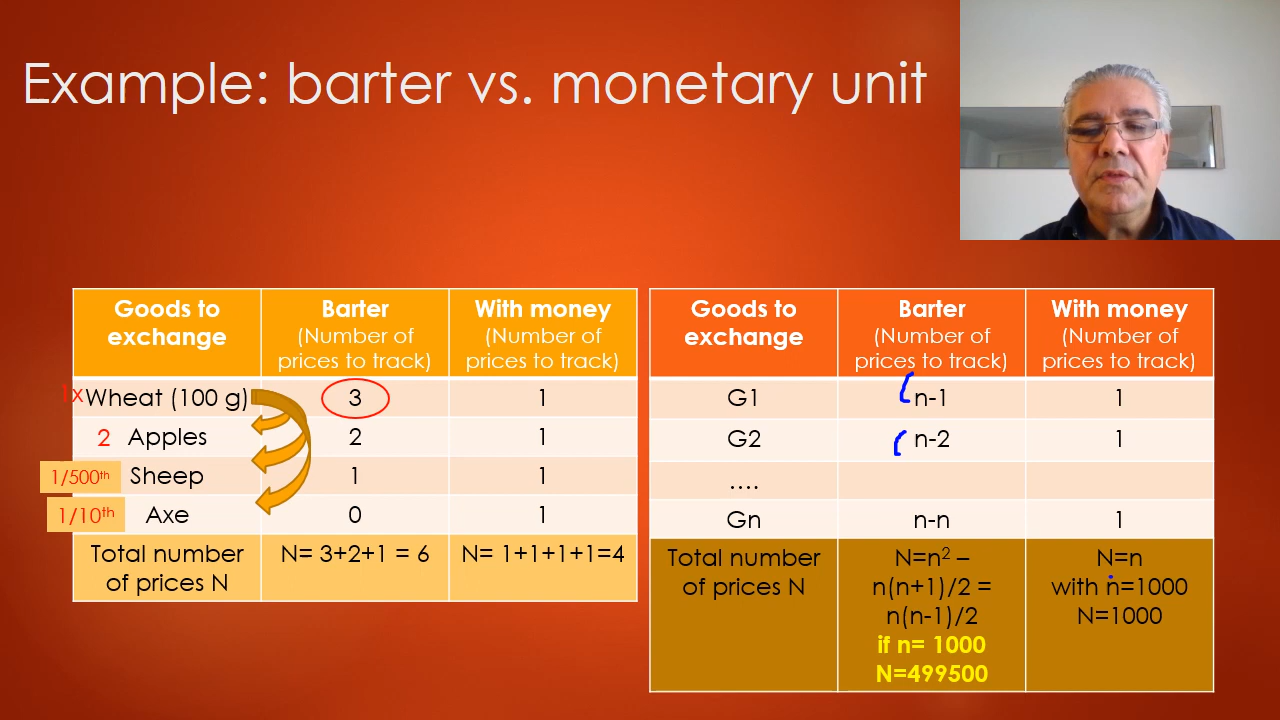 Example: barter vs. monetary unit
Goods to exchange
Barter
(Number of prices to track)
With money
(Number of prices to track)
1x Wheat (100 g) 3 1
2 Apples 2 1
1/500th Sheep 1 1
1/10th Axe 0 1
Total number of prices N
N= 3+2+1 = 6
N= 1+1+1+1=4
Goods to exchange
Barter
(Number of prices to track)
With money
(Number of prices to track)
G1 n-1 1
G2 n-2 1
....
Gn n-n 1
Total number of prices N
N=n² –
n(n+1)/2 =
n(n-1)/2
if n= 1000
N=499500
N=n
with n=1000
N=1000